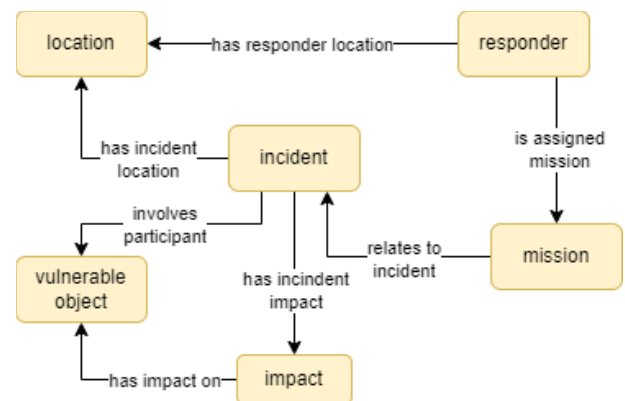 location
has responder location
responder
is assigned
mission
has incident
location
incident
involves
participant
relates to
incident
mission
vulnerable
object
has incindent
impact
has impact on
impact